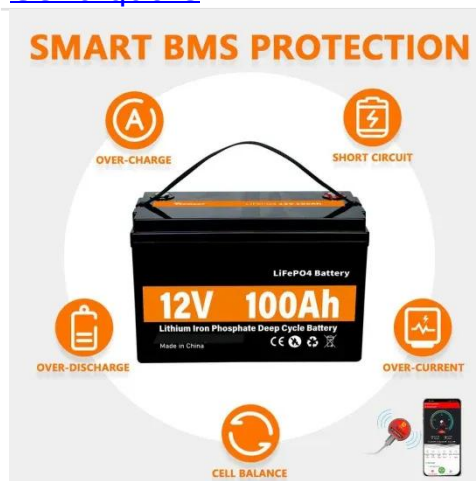 SMART BMS PROTECTION
OVER-CHARGE
SHORT CIRCUIT
LiFePO4 Battery
12V 100Ah
Lithium Iron Phosphate Deep Cycle Battery
Made in China
CE
OVER-DISCHARGE
OVER-CURRENT
CELL BALANCE